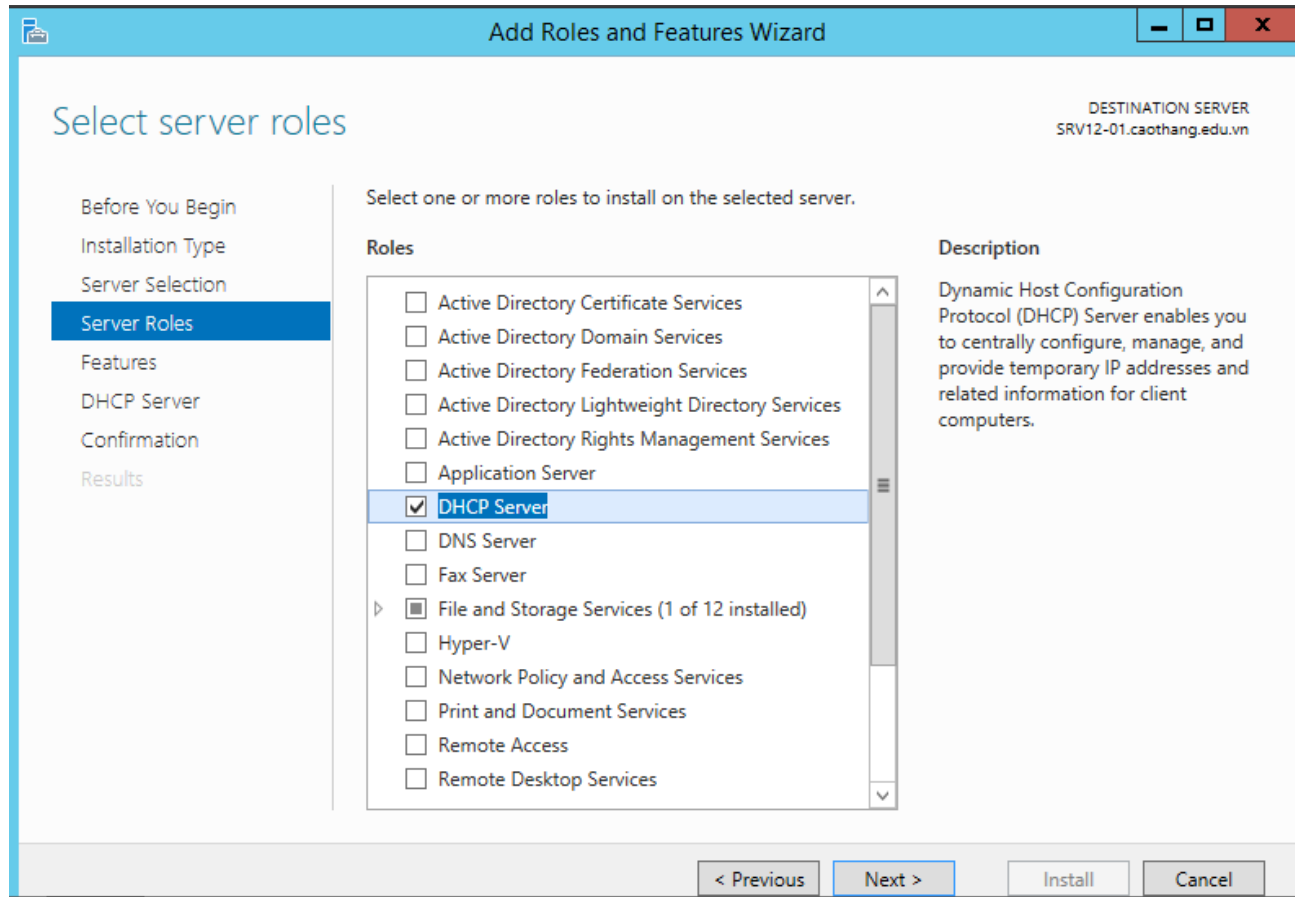 Add Roles and Features Wizard
Select server roles
DESTINATION SERVER
SRV12-01.caothang.edu.vn
Before You Begin
Installation Type
Server Selection
Server Roles
Features
DHCP Server
Confirmation
Results
Select one or more roles to install on the selected server.
Roles
Active Directory Certificate Services
Active Directory Domain Services
Active Directory Federation Services
Active Directory Lightweight Directory Services
Active Directory Rights Management Services
Application Server
DHCP Server
DNS Server
Fax Server
File and Storage Services (1 of 12 installed)
Hyper-V
Network Policy and Access Services
Print and Document Services
Remote Access
Remote Desktop Services
Description
Dynamic Host Configuration
Protocol (DHCP) Server enables you
to centrally configure, manage, and
provide temporary IP addresses and
related information for client
computers.
< Previous
Next >
Install
Cancel